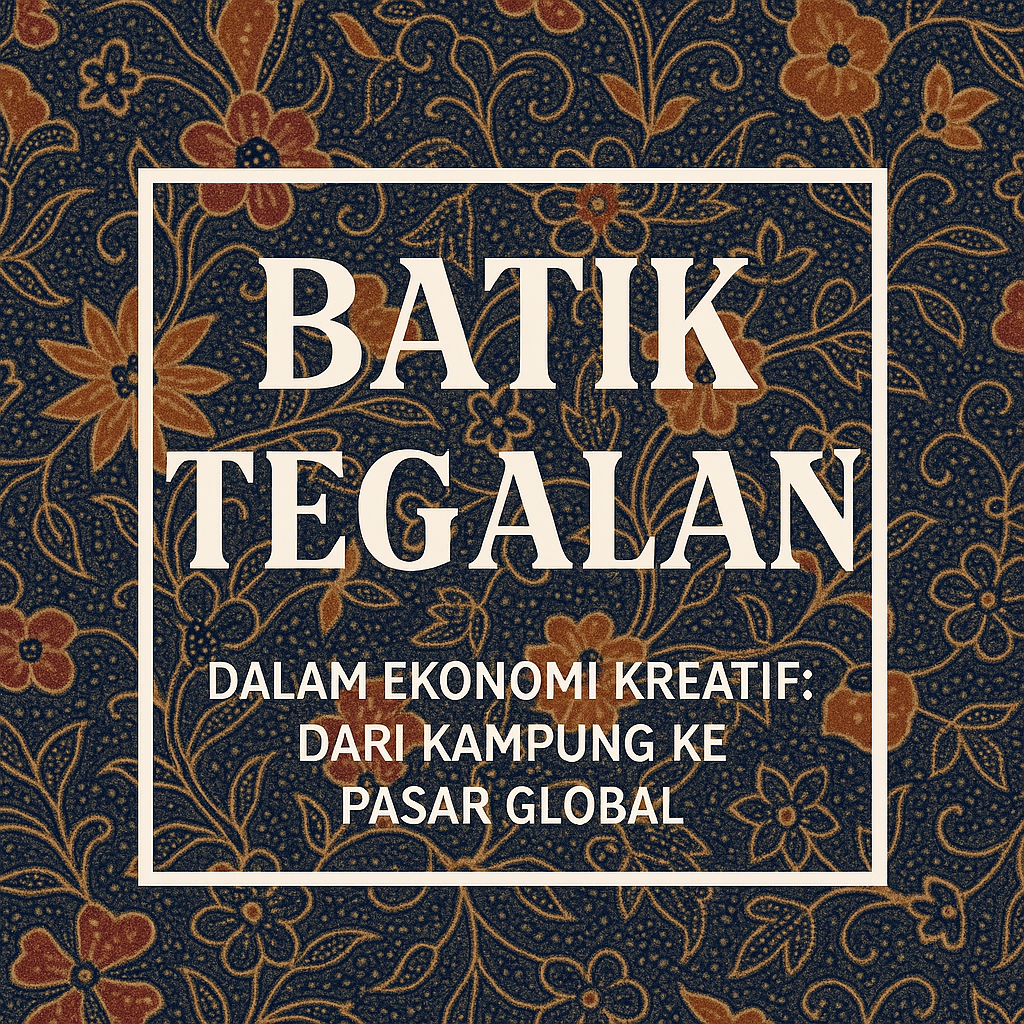 BATIK
TEGALAN
DALAM EKONOMI KREATIF:
DARI KAMPUNG KE
PASAR GLOBAL